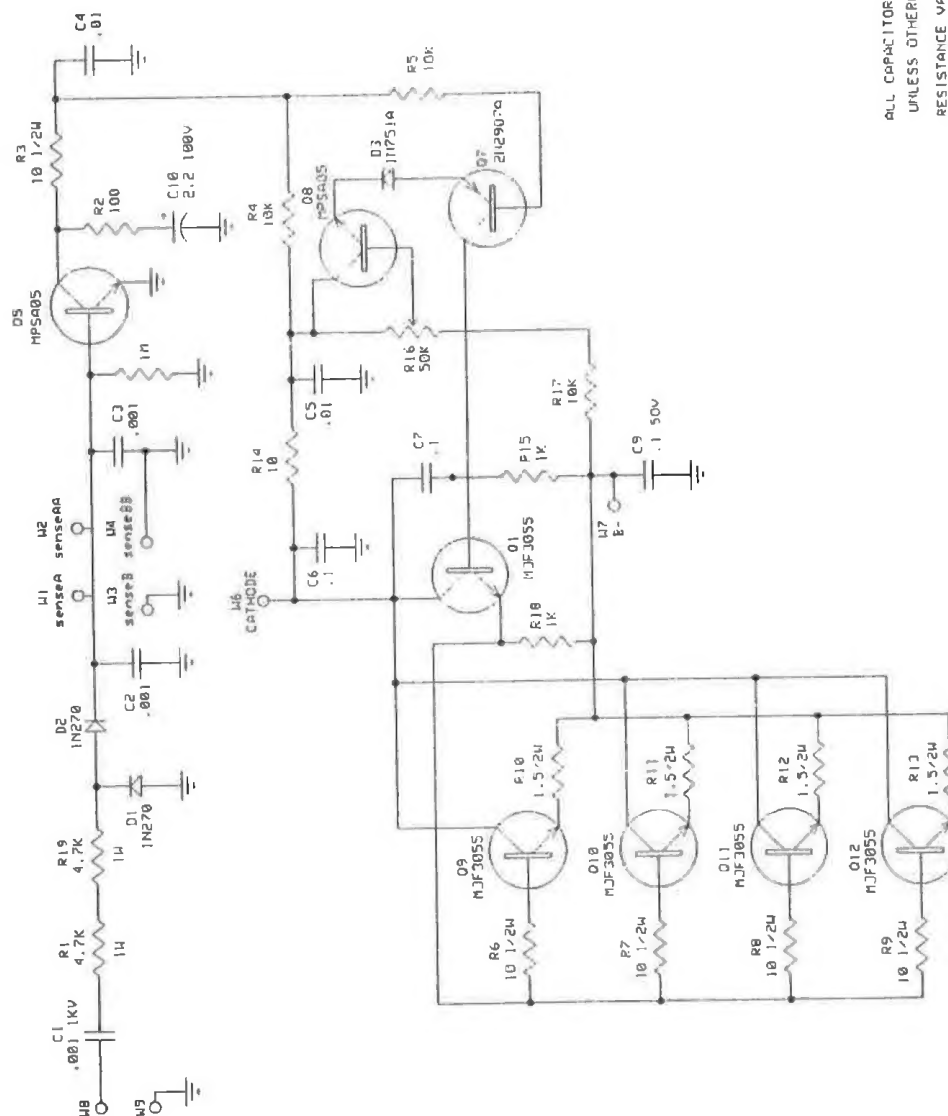 C4
.01
R3
10 1/2W
R2
100
C10
2.2 100V
+
Q5
MPSA05
1M
C3
.001
W2
senseAA
W4
senseBB
W1
senseA
W3
senseB
C2
.001
D2
1N270
D1
1N270
R19
4.7K
1W
R1
4.7K
1W
C1
.001 1KV
W8
W9
R5
10K
D3
1N751A
Q7
2N2907A
Q8
MPSA05
R4
10K
R16
50K
R17
10K
C5
.01
R14
10
C7
.1
R15
1K
C9
.1 50V
W7
B-
C6
.1
W6
CATHODE
Q1
MJF3055
R18
1K
R10
1.5/2W
R11
1.5/2W
R12
1.5/2W
R13
1.5/2W
Q9
MJF3055
Q10
MJF3055
Q11
MJF3055
Q12
MJF3055
R6
10 1/2W
R7
10 1/2W
R8
10 1/2W
R9
10 1/2W
ALL CAPACITOR
UNLESS OTHER
RESISTANCE VA